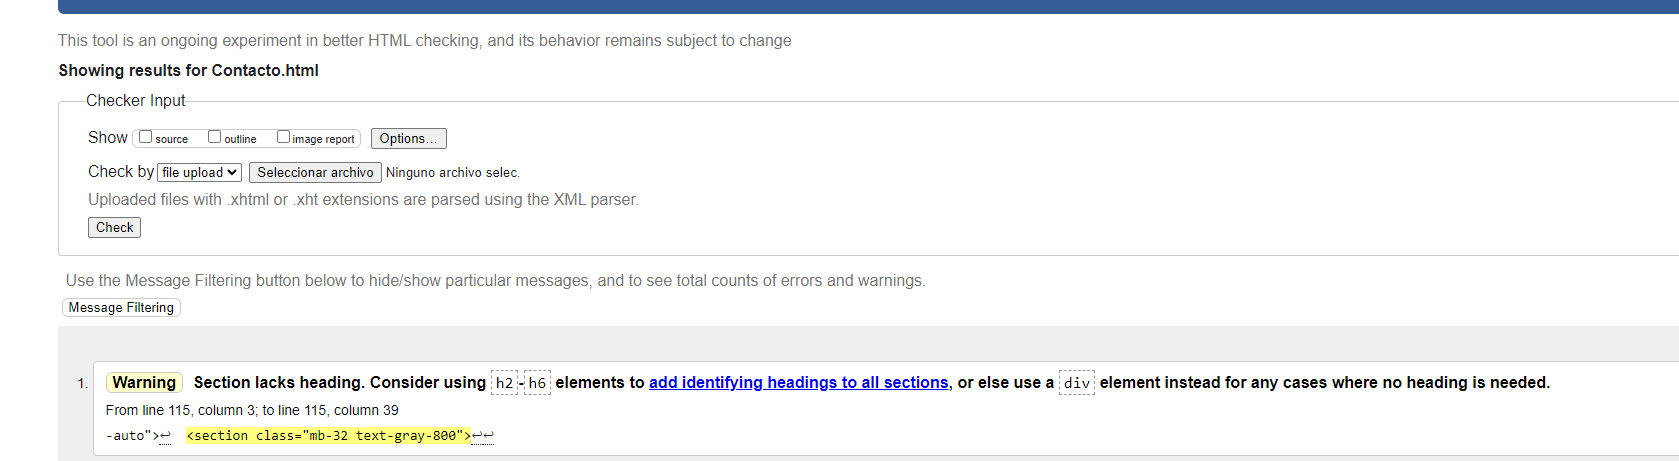 This tool is an ongoing experiment in better HTML checking, and its behavior remains subject to change
Showing results for Contacto.html
Checker Input
Show source outline image report Options...
Check by file upload Seleccionar archivo Ninguno archivo selec.
Uploaded files with .xhtml or .xht extensions are parsed using the XML parser.
Check
Use the Message Filtering button below to hide/show particular messages, and to see total counts of errors and warnings.
Message Filtering
1. Warning Section lacks heading. Consider using h2-h6 elements to add identifying headings to all sections, or else use a div element instead for any cases where no heading is needed.
From line 115, column 3; to line 115, column 39
-auto">↩ <section class="mb-32 text-gray-800">↩↩